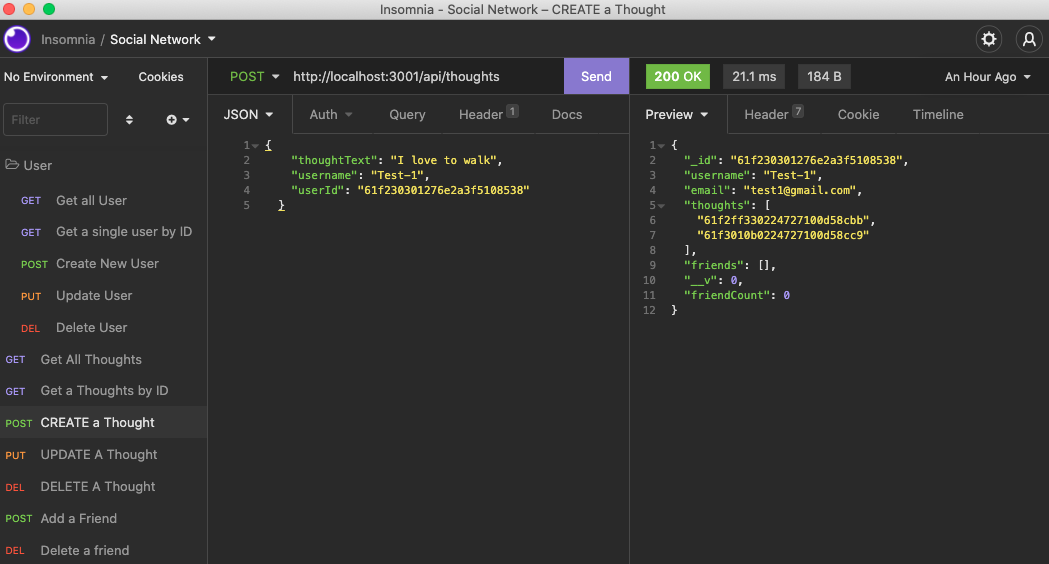 Insomnia - Social Network – CREATE a Thought
Insomnia / Social Network
No Environment Cookies
Filter
User
GET Get all User
GET Get a single user by ID
POST Create New User
PUT Update User
DEL Delete User
GET Get All Thoughts
GET Get a Thoughts by ID
POST CREATE a Thought
PUT UPDATE A Thought
DEL DELETE A Thought
POST Add a Friend
DEL Delete a friend
POST http://localhost:3001/api/thoughts Send
JSON Auth Query Header 1 Docs
1 {
2 "thoughtText": "I love to walk",
3 "username": "Test-1",
4 "userId": "61f230301276e2a3f5108538"
5 }
200 OK 21.1 ms 184 B An Hour Ago
Preview Header 7 Cookie Timeline
1 {
2 "_id": "61f230301276e2a3f5108538",
3 "username": "Test-1",
4 "email": "test1@gmail.com",
5 "thoughts": [
6 "61f2ff330224727100d58cbb",
7 "61f3010b0224727100d58cc9"
8 ],
9 "friends": [],
10 "__v": 0,
11 "friendCount": 0
12 }